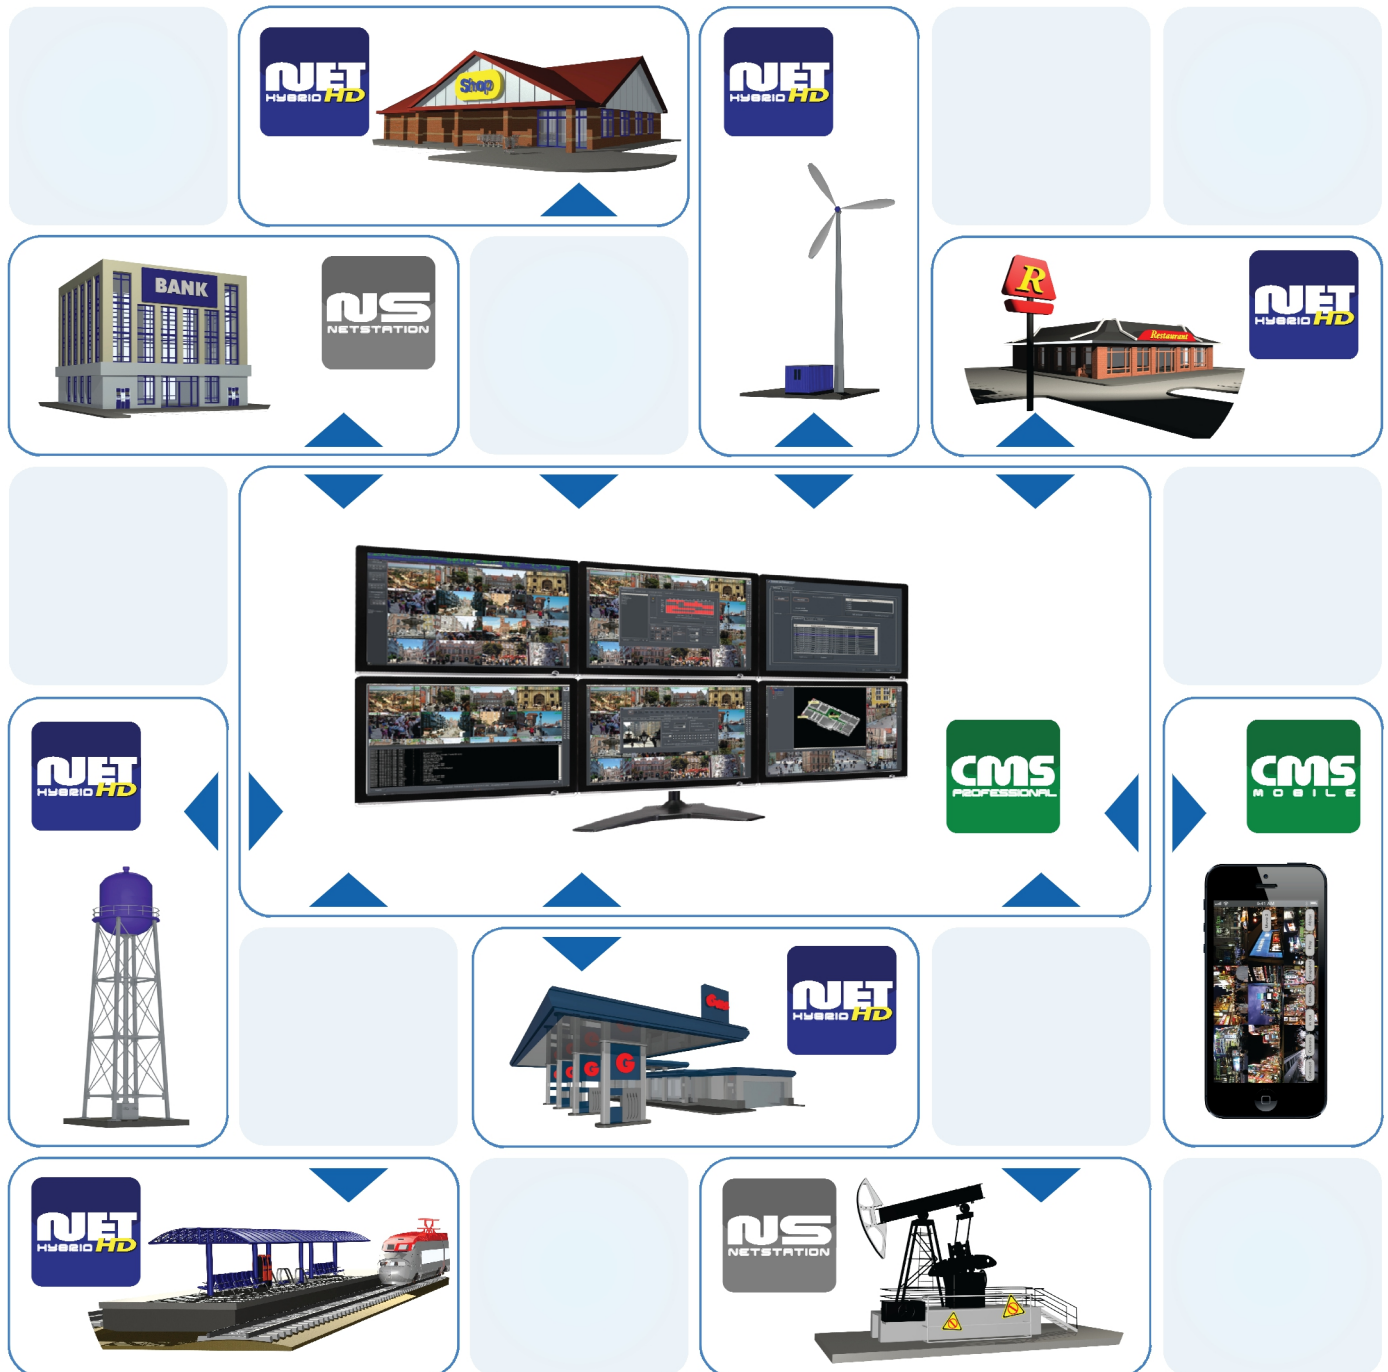 NET
HYBRID HD
Shop
NET
HYBRID HD
BANK
NS
NETSTATION
R
Restaurant
NET
HYBRID HD
NET
HYBRID HD
CMS
PROFESSIONAL
CMS
MOBILE
NET
HYBRID HD
G
G
G
NET
HYBRID HD
NS
NETSTATION